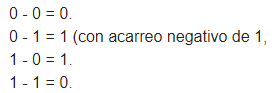 0 - 0 = 0.
0 - 1 = 1 (con acarreo negativo de 1,
1 - 0 = 1.
1 - 1 = 0.